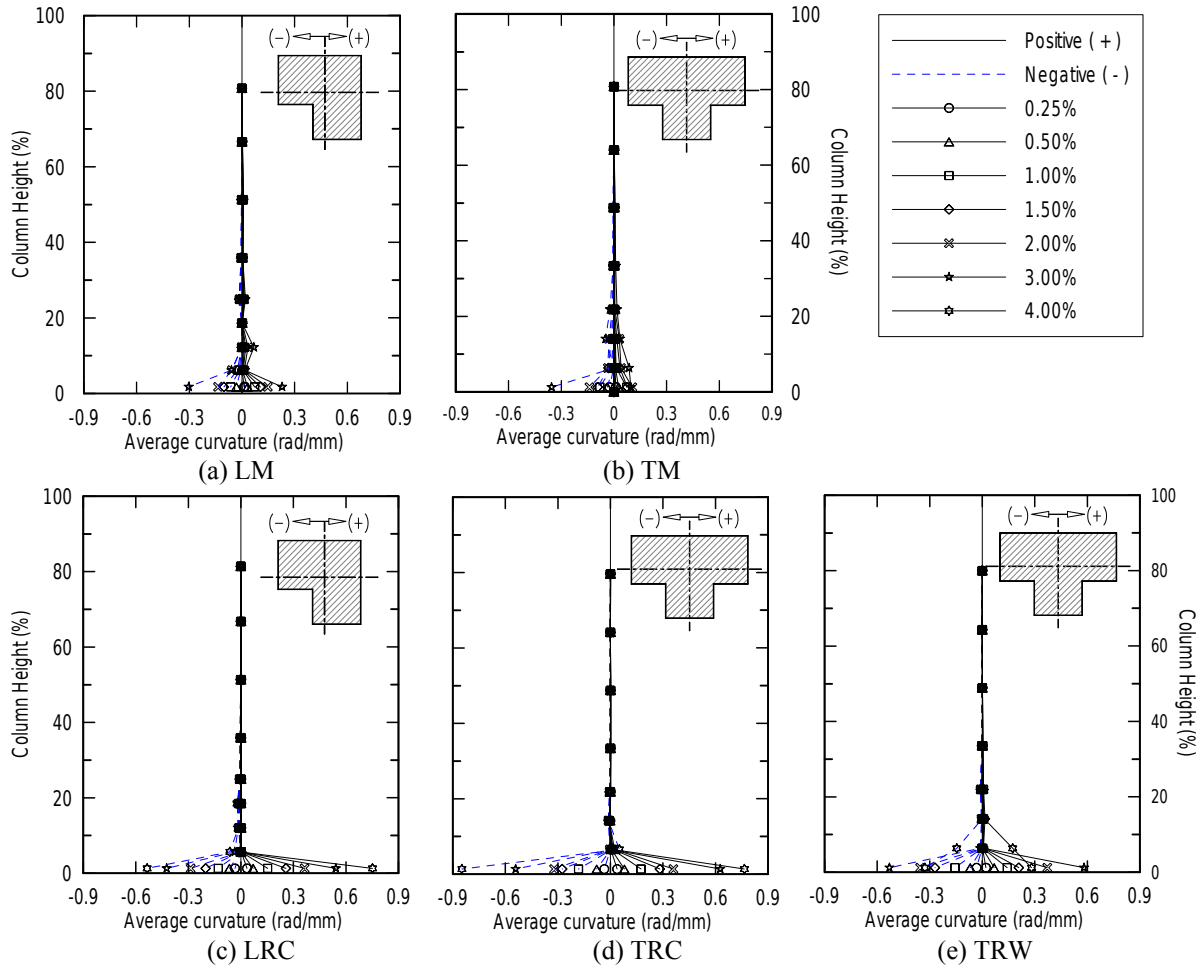 100
80
60
40
20
0
Column Height (%)
(-) (+)
-0.9 -0.6 -0.3 0 0.3 0.6 0.9
Average curvature (rad/mm)
(a) LM
(-) (+)
100
80
60
40
20
0
Column Height (%)
-0.9 -0.6 -0.3 0 0.3 0.6 0.9
Average curvature (rad/mm)
(b) TM
Positive (+)
Negative (-)
0.25%
0.50%
1.00%
1.50%
2.00%
3.00%
4.00%
100
80
60
40
20
0
Column Height (%)
(-) (+)
-0.9 -0.6 -0.3 0 0.3 0.6 0.9
Average curvature (rad/mm)
(c) LRC
(-) (+)
-0.9 -0.6 -0.3 0 0.3 0.6 0.9
Average curvature (rad/mm)
(d) TRC
(-) (+)
100
80
60
40
20
0
Column Height (%)
-0.9 -0.6 -0.3 0 0.3 0.6 0.9
Average curvature (rad/mm)
(e) TRW